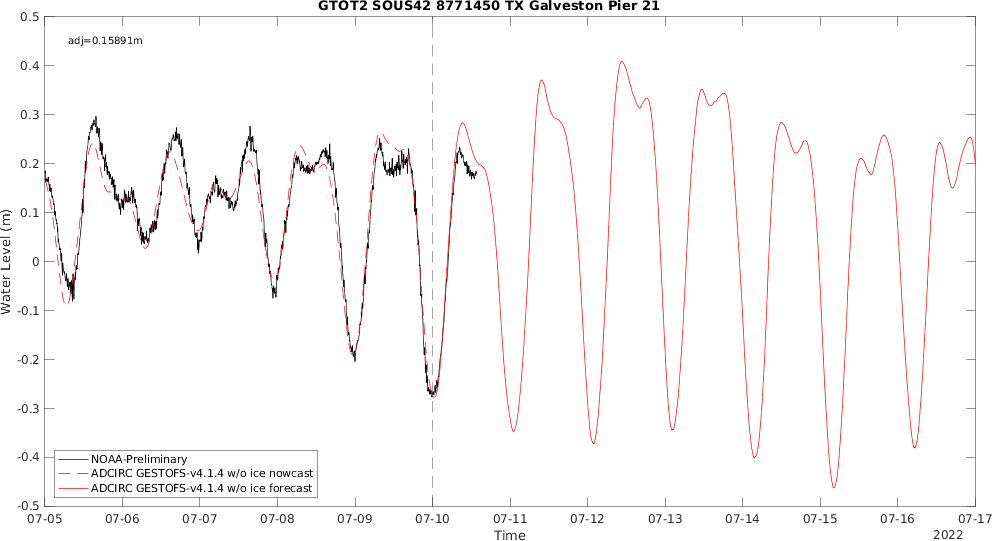 GTOT2 SOUS42 8771450 TX Galveston Pier 21
adj=0.15891m
0.5
0.4
0.3
0.2
0.1
0
-0.1
-0.2
-0.3
-0.4
-0.5
Water Level (m)
NOAA-Preliminary
ADCIRC GESTOFS-v4.1.4 w/o ice nowcast
ADCIRC GESTOFS-v4.1.4 w/o ice forecast
07-05 07-06 07-07 07-08 07-09 07-10 07-11 07-12 07-13 07-14 07-15 07-16 07-17
Time
2022